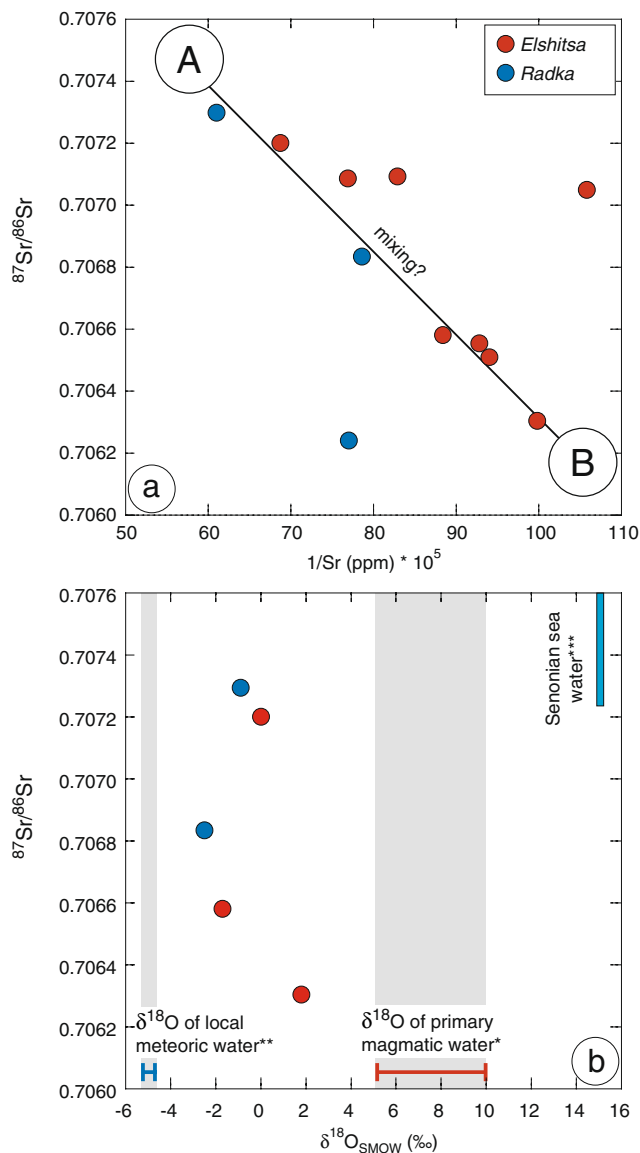 0.7076
0.7074
0.7072
0.7070
0.7068
0.7066
0.7064
0.7062
0.7060
⁸⁷Sr/⁸⁶Sr
A
Elshitsa
Radka
mixing?
B
a
50 60 70 80 90 100 110
1/Sr (ppm) * 10⁵
0.7076
0.7074
0.7072
0.7070
0.7068
0.7066
0.7064
0.7062
0.7060
⁸⁷Sr/⁸⁶Sr
Senonian sea
water***
δ¹⁸O of local
meteoric water**
δ¹⁸O of primary
magmatic water*
b
-6 -4 -2 0 2 4 6 8 10 12 14 16
δ¹⁸O_SMOW (‰)